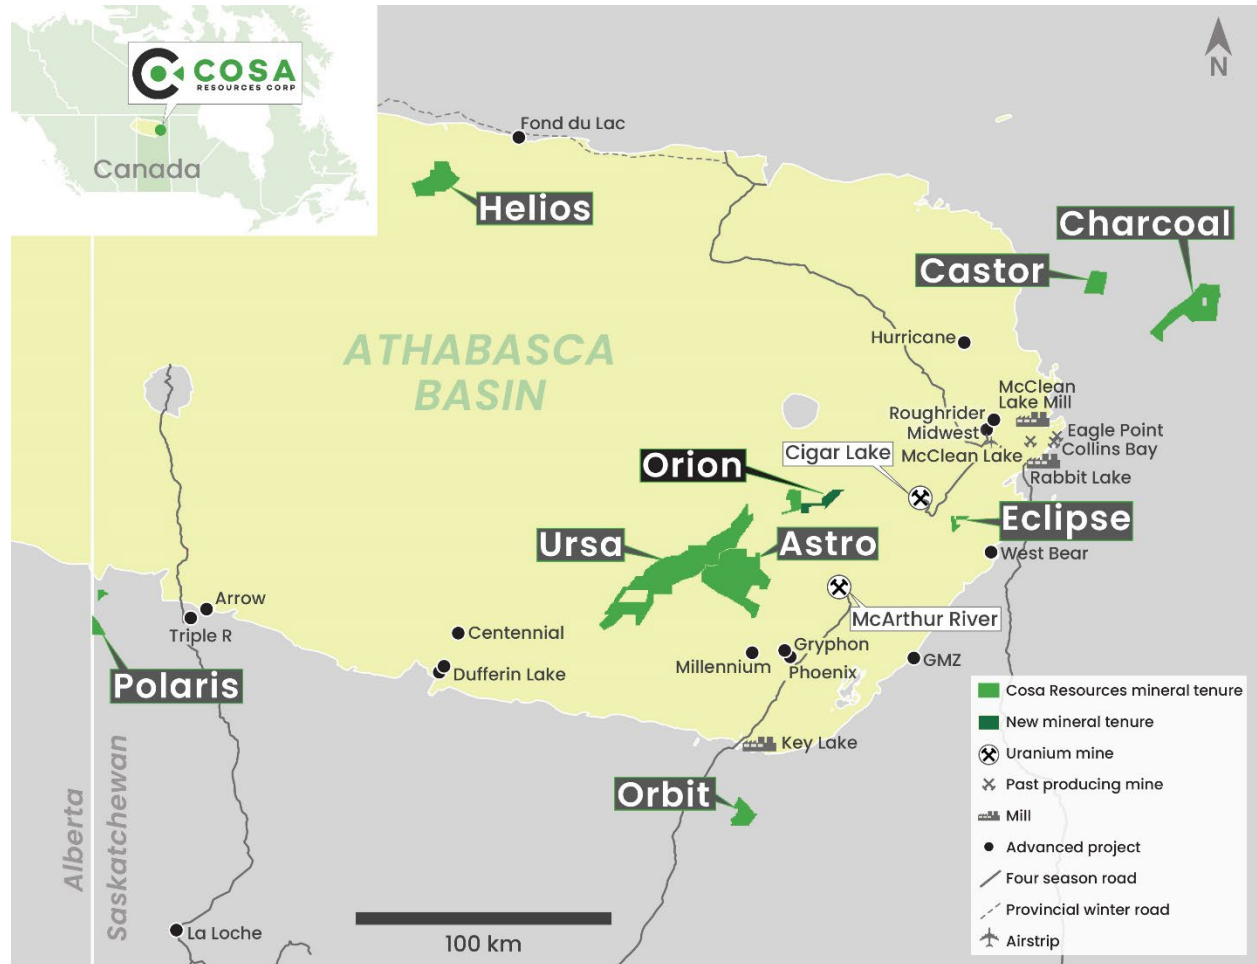 COSA
RESOURCES CORP
Canada
N
Fond du Lac
Helios
Charcoal
Castor
ATHABASCA
BASIN
Hurricane
McClean
Lake Mill
Roughrider
Midwest
Eagle Point
McClean Lake
Collins Bay
Rabbit Lake
Cigar Lake
Orion
Eclipse
Ursa
Astro
West Bear
McArthur River
Arrow
Triple R
Centennial
Dufferin Lake
Millennium
Gryphon
Phoenix
GMZ
Polaris
Key Lake
Orbit
Alberta
Saskatchewan
La Loche
100 km
Cosa Resources mineral tenure
New mineral tenure
Uranium mine
Past producing mine
Mill
Advanced project
Four season road
Provincial winter road
Airstrip